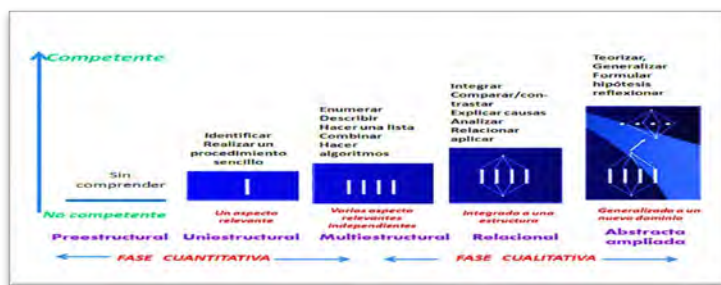 Competente
Teorizar,
Generalizar
Formular
hipótesis
reflexionar
Integrar
Comparar/con-
trastar
Explicar causas
Analizar
Relacionar
aplicar
Enumerar
Describir
Hacer una lista
Combinar
Hacer
algoritmos
Identificar
Realizar un
procedimiento
sencillo
Sin
comprender
No competente
Un aspecto
relevante
Varios aspecto
relevantes
independientes
Integrado a una
estructura
Generalizado a un
nuevo dominio
Preestructural
Uniestructural
Multiestructural
Relacional
Abstracta
ampliada
FASE CUANTITATIVA
FASE CUALITATIVA